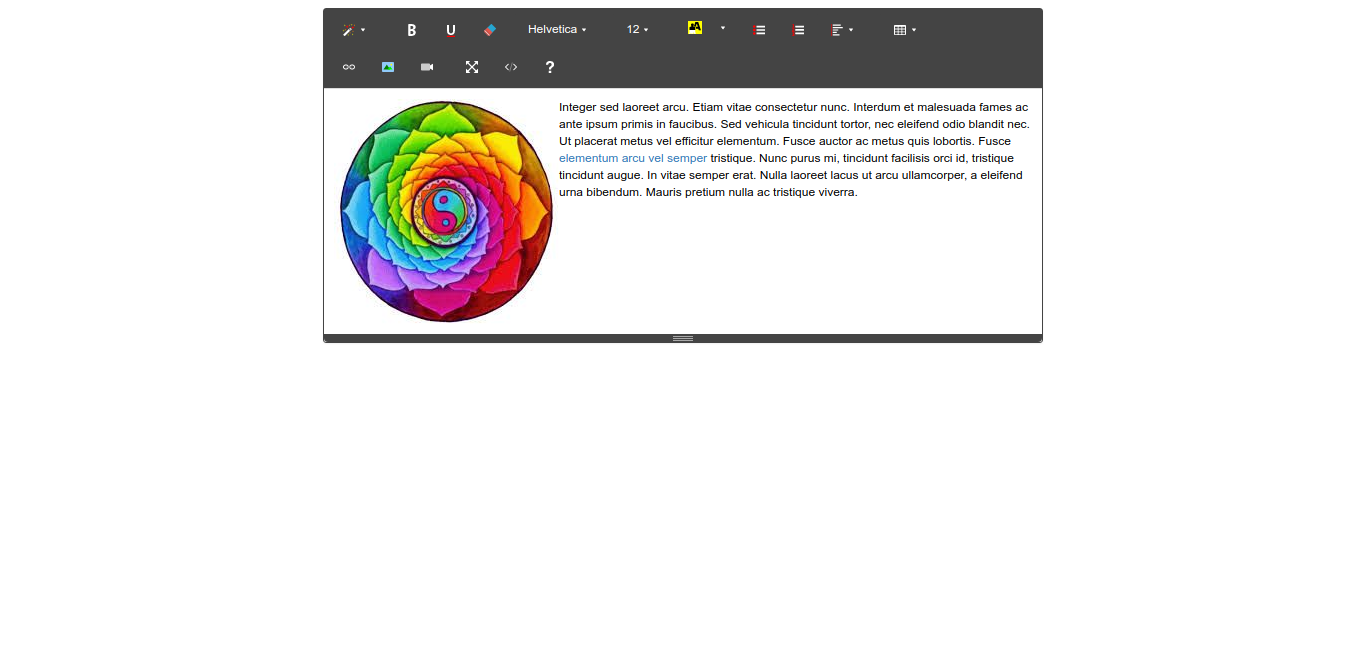 B U Helvetica 12 A
</> ?
Integer sed laoreet arcu. Etiam vitae consectetur nunc. Interdum et malesuada fames ac
ante ipsum primis in faucibus. Sed vehicula tincidunt tortor, nec eleifend odio blandit nec.
Ut placerat metus vel efficitur elementum. Fusce auctor ac metus quis lobortis. Fusce
elementum arcu vel semper tristique. Nunc purus mi, tincidunt facilisis orci id, tristique
tincidunt augue. In vitae semper erat. Nulla laoreet lacus ut arcu ullamcorper, a eleifend
urna bibendum. Mauris pretium nulla ac tristique viverra.